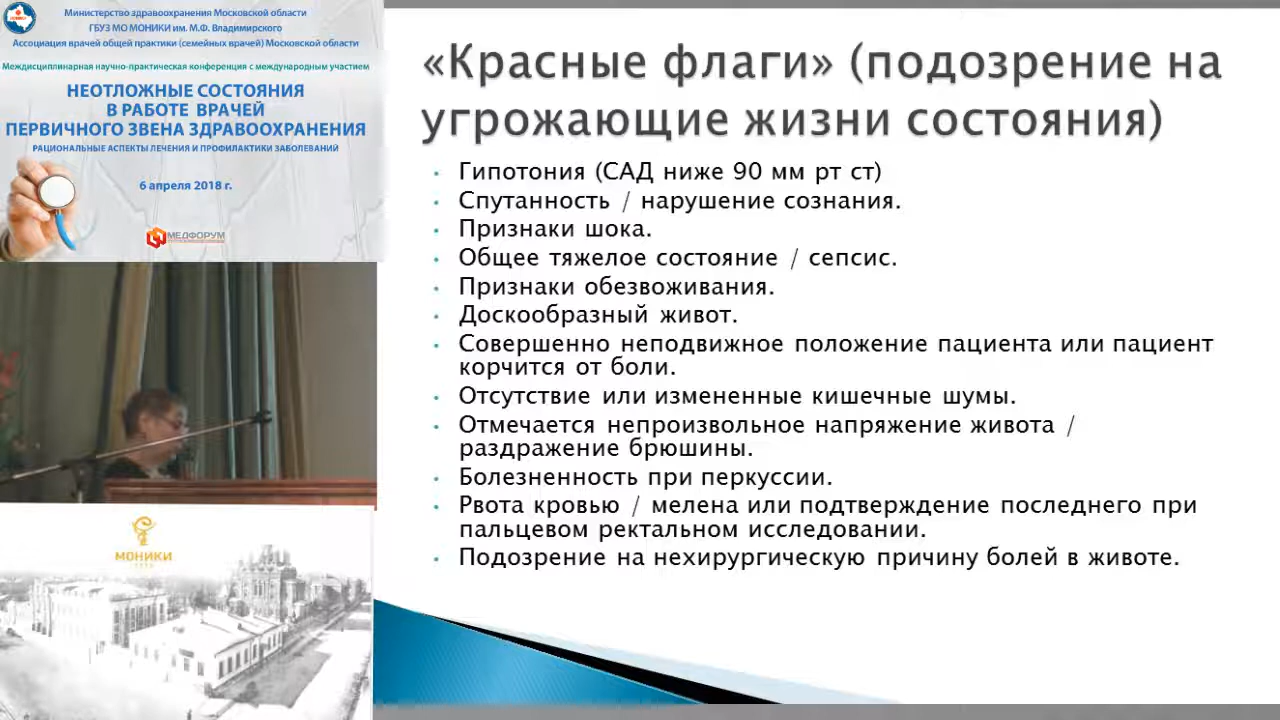 Министерство здравоохранения Московской области
ГБУЗ МО МОНИКИ им. М.Ф. Владимирского
Ассоциация врачей общей практики (семейных врачей) Московской области
Междисциплинарная научно-практическая конференция с международным участием
НЕОТЛОЖНЫЕ СОСТОЯНИЯ
В РАБОТЕ ВРАЧЕЙ
ПЕРВИЧНОГО ЗВЕНА ЗДРАВООХРАНЕНИЯ
РАЦИОНАЛЬНЫЕ АСПЕКТЫ ЛЕЧЕНИЯ И ПРОФИЛАКТИКИ ЗАБОЛЕВАНИЙ
6 апреля 2018 г.
МЕДФОРУМ
МОНИКИ
«Красные флаги» (подозрение на
угрожающие жизни состояния)
Гипотония (САД ниже 90 мм рт ст)
Спутанность / нарушение сознания.
Признаки шока.
Общее тяжелое состояние / сепсис.
Признаки обезвоживания.
Доскообразный живот.
Совершенно неподвижное положение пациента или пациент
корчится от боли.
Отсутствие или измененные кишечные шумы.
Отмечается непроизвольное напряжение живота /
раздражение брюшины.
Болезненность при перкуссии.
Рвота кровью / мелена или подтверждение последнего при
пальцевом ректальном исследовании.
Подозрение на нехирургическую причину болей в животе.